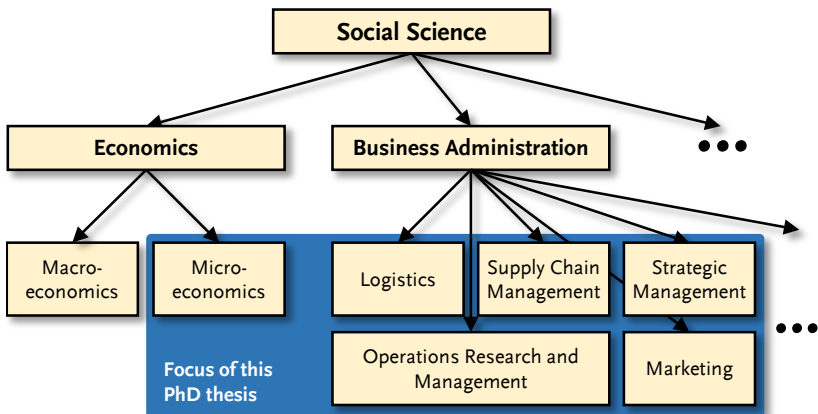 Social Science
Economics
Business Administration
•••
Macro-
economics
Micro-
economics
Logistics
Supply Chain
Management
Strategic
Management
•••
Operations Research and
Management
Marketing
Focus of this
PhD thesis